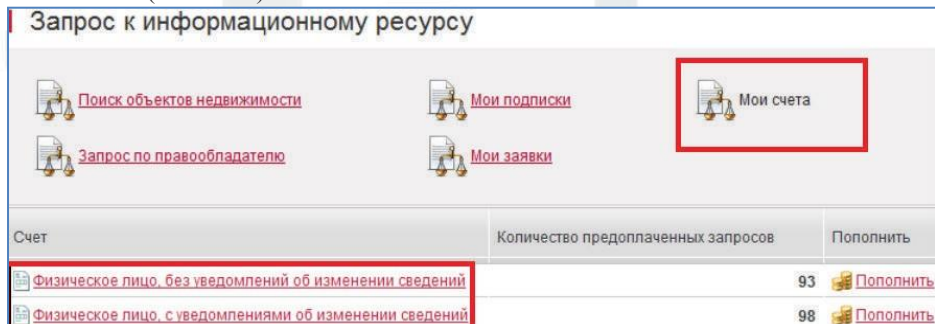 Запрос к информационному ресурсу
Поиск объектов недвижимости Мои подписки Мои счета
Запрос по правообладателю Мои заявки
Счет Количество предоплаченных запросов Пополнить
Физическое лицо, без уведомлений об изменении сведений 93 Пополнить
Физическое лицо, с уведомлениями об изменении сведений 98 Пополнить